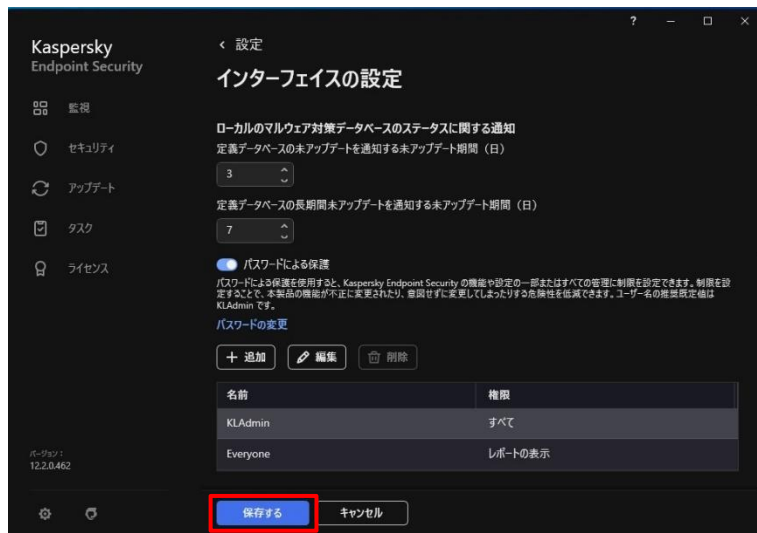 Kaspersky
Endpoint Security
監視
セキュリティ
アップデート
タスク
ライセンス
バージョン :
12.2.0.462
? − □ ×
< 設定
インターフェイスの設定
ローカルのマルウェア対策データベースのステータスに関する通知
定義データベースの未アップデートを通知する未アップデート期間（日）
3
定義データベースの長期間未アップデートを通知する未アップデート期間（日）
7
パスワードによる保護
パスワードによる保護を使用すると、Kaspersky Endpoint Security の機能や設定の一部またはすべての管理に制限を設定できます。制限を設
定することで、本製品の機能が不正に変更されたり、意図せずに変更してしまったりする危険性を低減できます。ユーザー名の推奨既定値は
KLAdmin です。
パスワードの変更
+ 追加 編集 削除
名前 権限
KLAdmin すべて
Everyone レポートの表示
保存する キャンセル